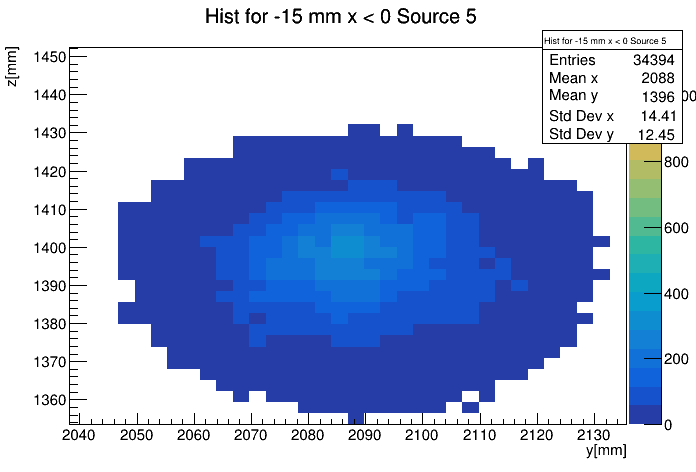 Hist for -15 mm x < 0 Source 5
Hist for -15 mm x < 0 Source 5
Entries 34394
Mean x 2088
Mean y 1396
Std Dev x 14.41
Std Dev y 12.45
z[mm]
1450
1440
1430
1420
1410
1400
1390
1380
1370
1360
2040 2050 2060 2070 2080 2090 2100 2110 2120 2130
y[mm]
800
600
400
200
0